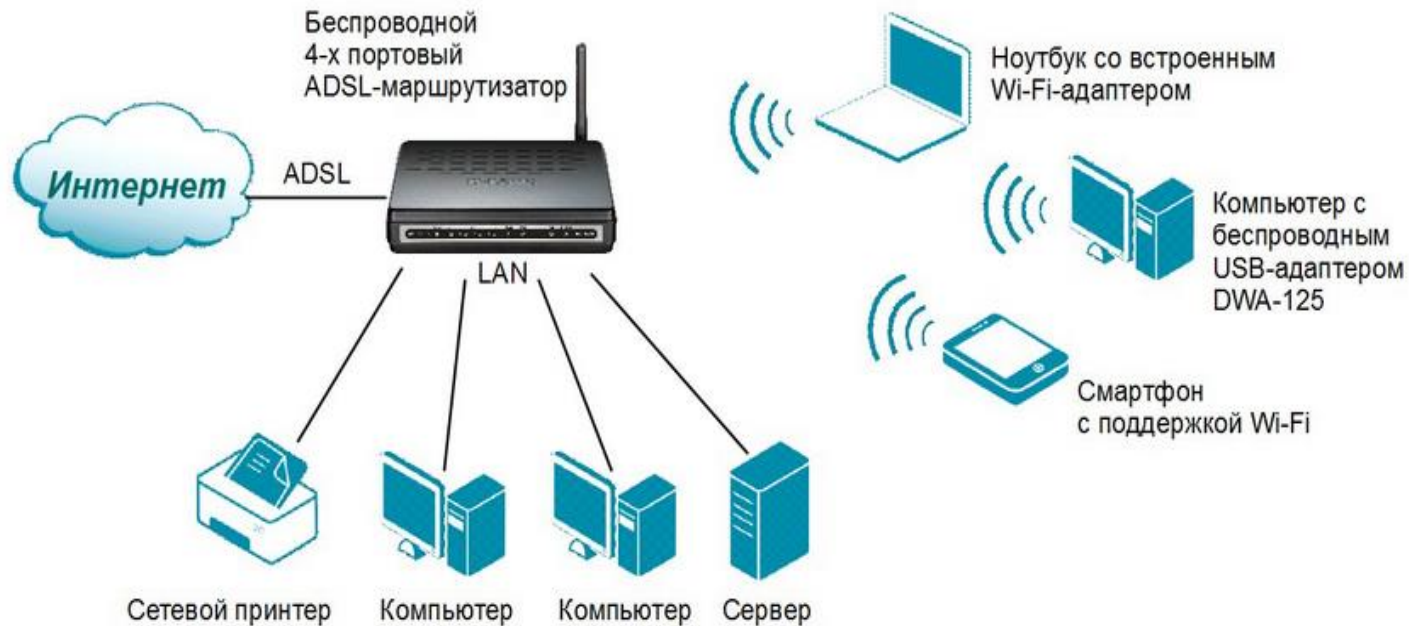 Беспроводной
4-х портовый
ADSL-маршрутизатор
Интернет
ADSL
LAN
Ноутбук со встроенным
Wi-Fi-адаптером
Компьютер с
беспроводным
USB-адаптером
DWA-125
Смартфон
с поддержкой Wi-Fi
Сетевой принтер
Компьютер
Компьютер
Сервер